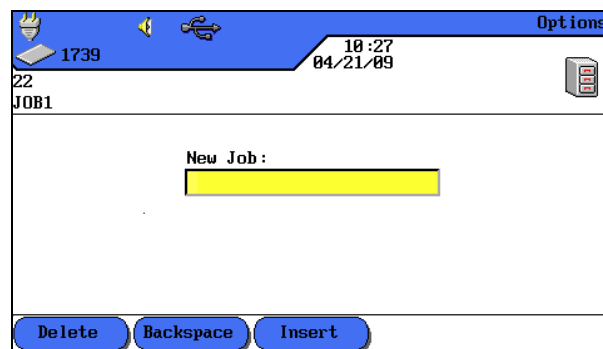 Options
1739
10:27
04/21/09
22
JOB1
New Job:
Delete Backspace Insert